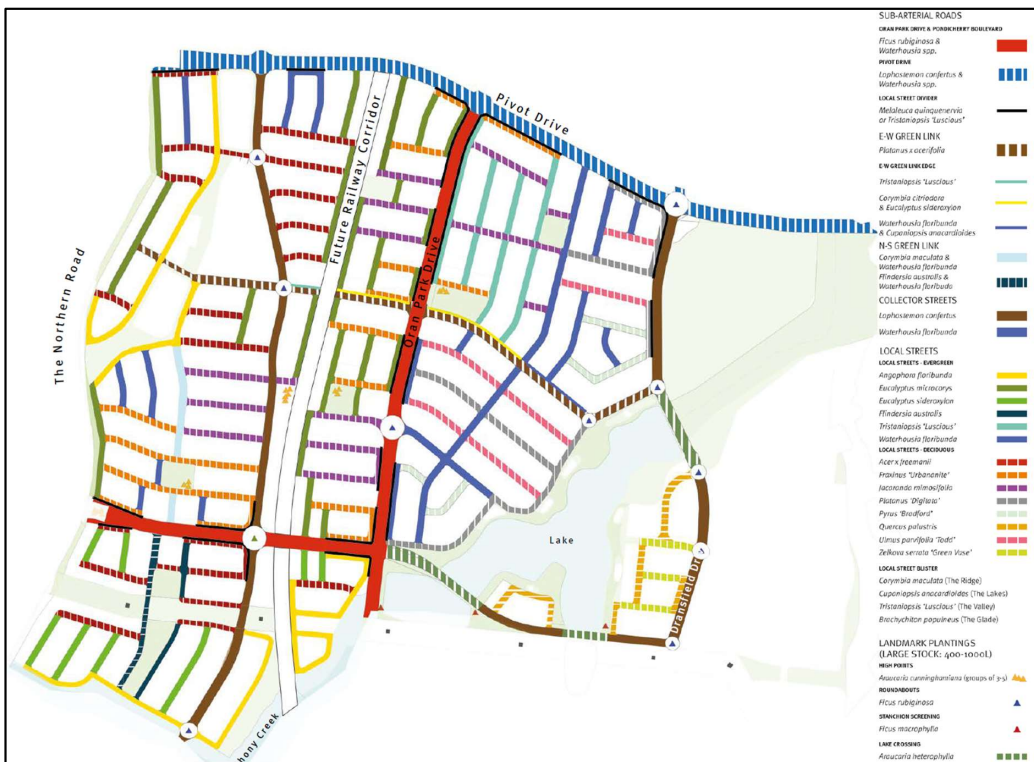 SUB-ARTERIAL ROADS
ORAN PARK DRIVE & PONDICHERRY BOULEVARD
Ficus rubiginosa &
Waterhousia spp.
PIVOT DRIVE
Lophostemon confertus &
Waterhousia spp.
LOCAL STREET DIVIDER
Melaleuca quinquenervia
or Tristaniopsis 'Luscious'
E-W GREEN LINK
Platanus x acerifolia
E-W GREEN LINK EDGE
Tristaniopsis 'Luscious'
Corymbia citriodora
& Eucalyptus sideroxylon
Waterhousia floribunda
& Cupaniopsis anacardioides
N-S GREEN LINK
Corymbia maculata &
Waterhousia floribunda
Flindersia australis &
Waterhousia floribuda
COLLECTOR STREETS
Lophostemon confertus
Waterhousia floribunda
LOCAL STREETS
LOCAL STREETS - EVERGREEN
Angophora floribunda
Eucalyptus microcorys
Eucalyptus sideroxylon
Flindersia australis
Tristaniopsis 'Luscious'
Waterhousia floribunda
LOCAL STREETS - DECIDUOUS
Acer x freemanii
Fraxinus 'Urbananite'
Jacaranda mimosifolia
Platanus 'Digitata'
Pyrus 'Bradford'
Quercus palustris
Ulmus parvifolia 'Todd'
Zelkova serrata 'Green Vase'
LOCAL STREET BLISTER
Corymbia maculata (The Ridge)
Cupaniopsis anacardioides (The Lakes)
Tristaniopsis 'Luscious' (The Valley)
Brachychiton populneus (The Glade)
LANDMARK PLANTINGS
(LARGE STOCK: 400-1000L)
HIGH POINTS
Araucaria cunninghamiana (groups of 3-5)
ROUNDABOUTS
Ficus rubiginosa
STANCHION SCREENING
Ficus macrophylla
LAKE CROSSING
Araucaria heterophylla
Pivot Drive
The Northern Road
Future Railway Corridor
Oran Park Drive
Lake
Dransfield Dr
hony Creek